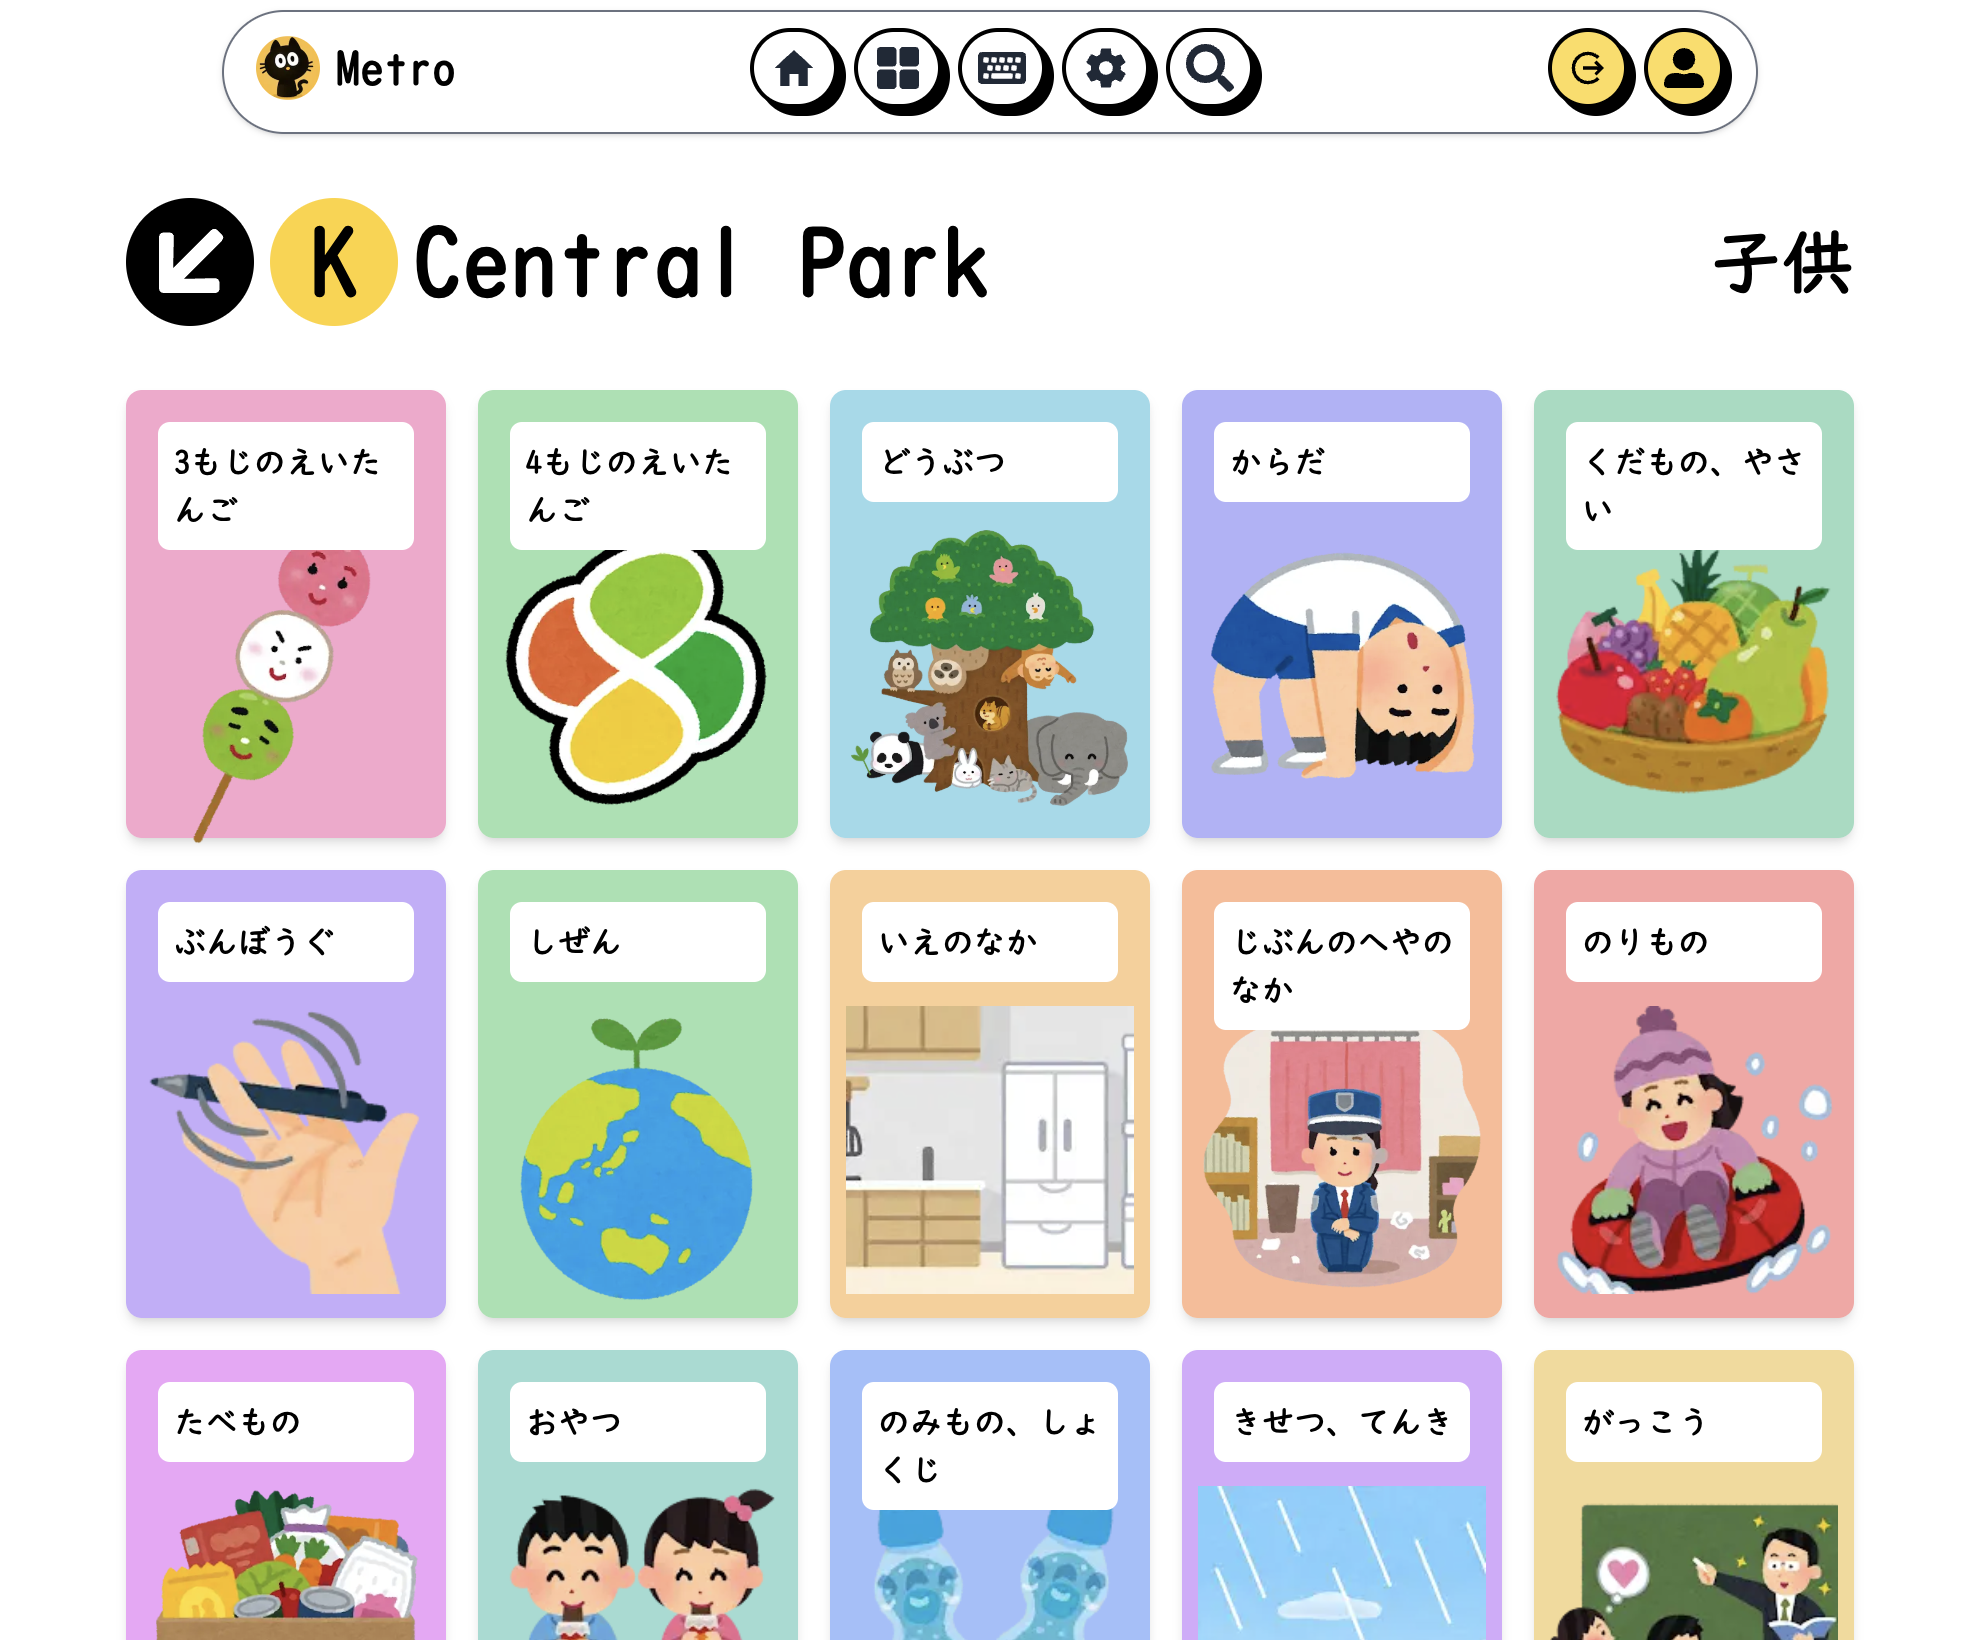 Metro
K Central Park
子供
3もじのえいた
んご
4もじのえいた
んご
どうぶつ
からだ
くだもの、やさ
い
ぶんぼうぐ
しぜん
いえのなか
じぶんのへやの
なか
のりもの
たべもの
おやつ
のみもの、しょ
くじ
きせつ、てんき
がっこう